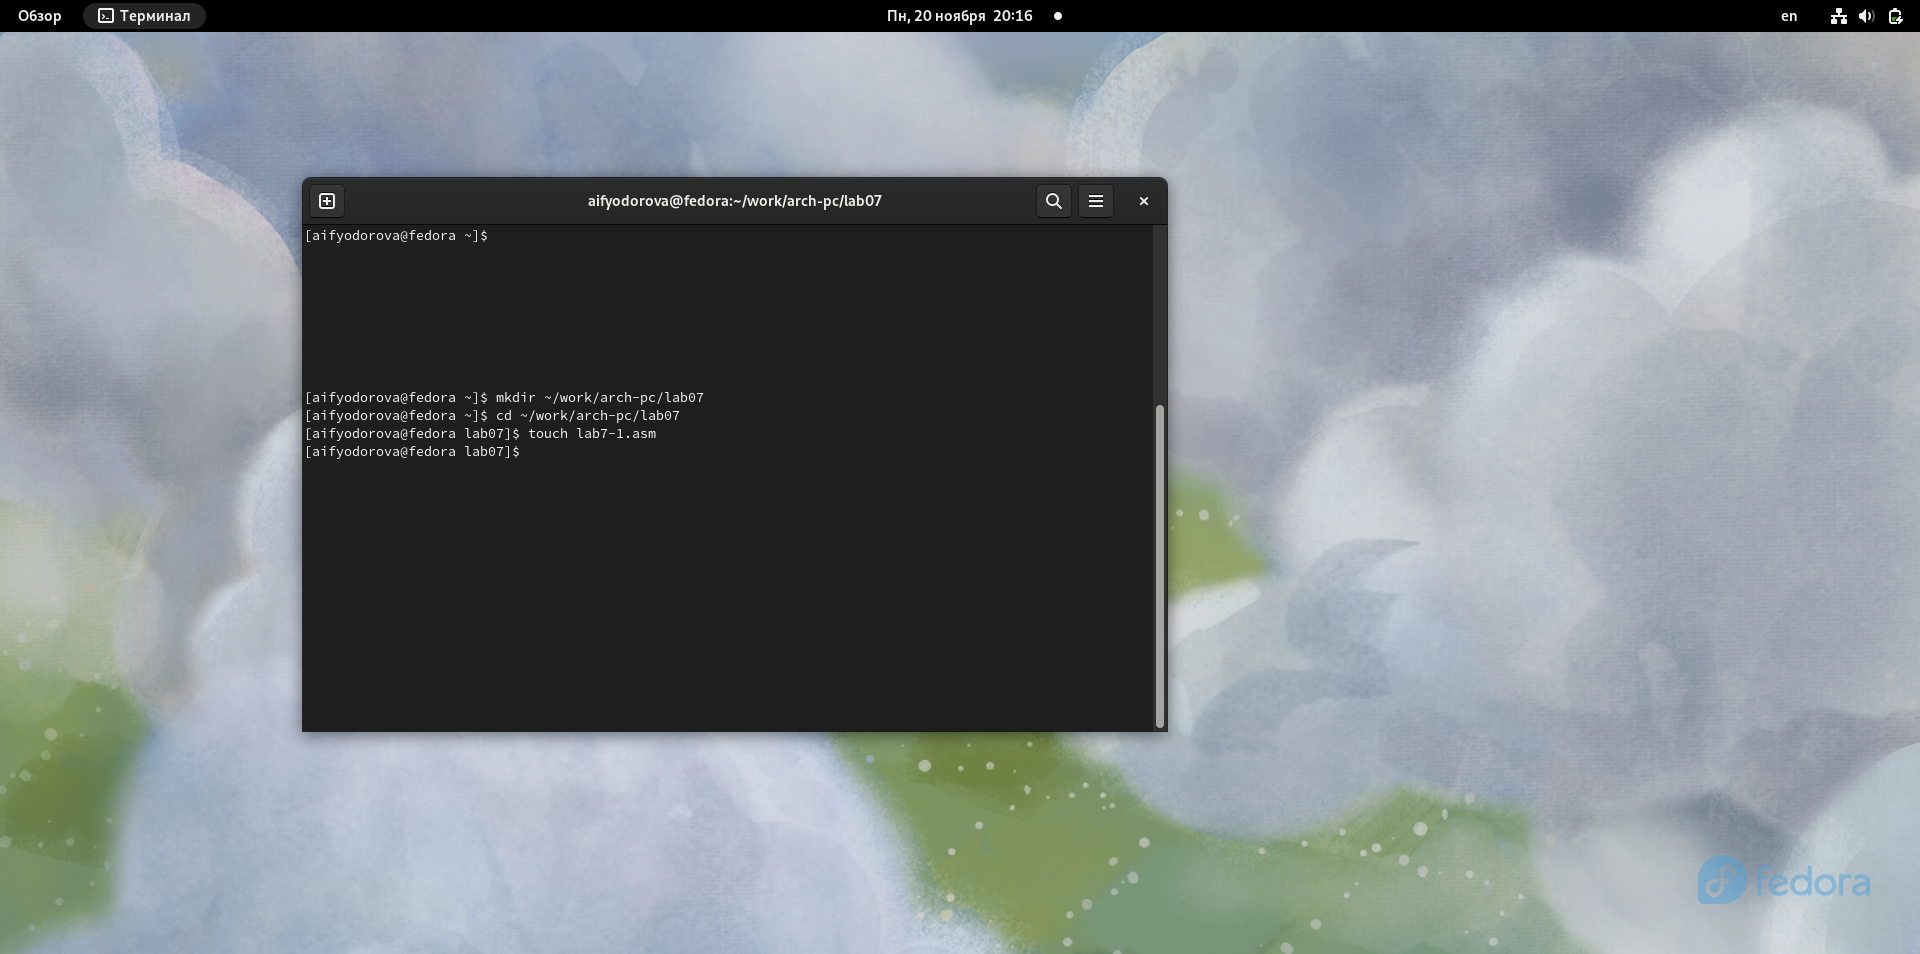 Обзор
Терминал
Пн, 20 ноября 20:16
en
aifyodorova@fedora:~/work/arch-pc/lab07
[aifyodorova@fedora ~]$
[aifyodorova@fedora ~]$ mkdir ~/work/arch-pc/lab07
[aifyodorova@fedora ~]$ cd ~/work/arch-pc/lab07
[aifyodorova@fedora lab07]$ touch lab7-1.asm
[aifyodorova@fedora lab07]$
fedora